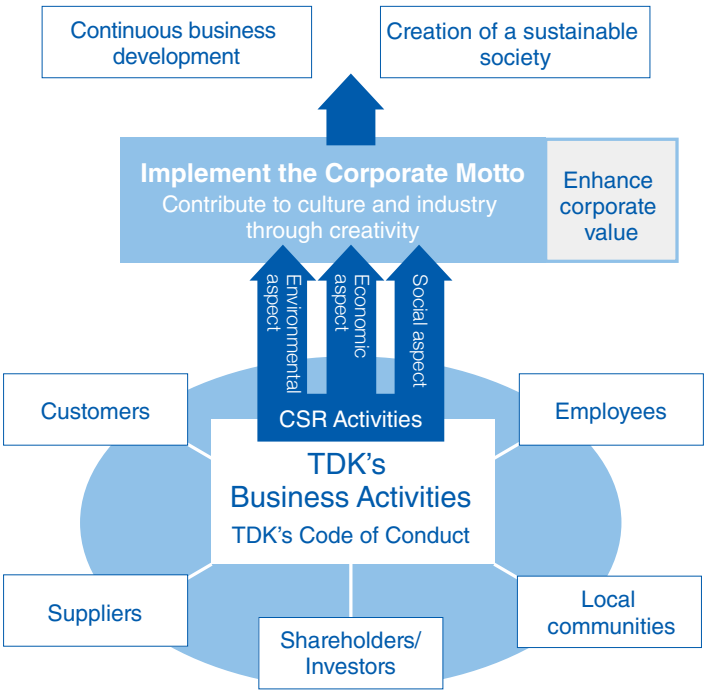 Continuous business
development
Creation of a sustainable
society
Implement the Corporate Motto
Contribute to culture and industry
through creativity
Enhance
corporate
value
Environmental
aspect
Economic
aspect
Social aspect
CSR Activities
Customers
Employees
TDK's
Business Activities
TDK's Code of Conduct
Suppliers
Shareholders/
Investors
Local
communities